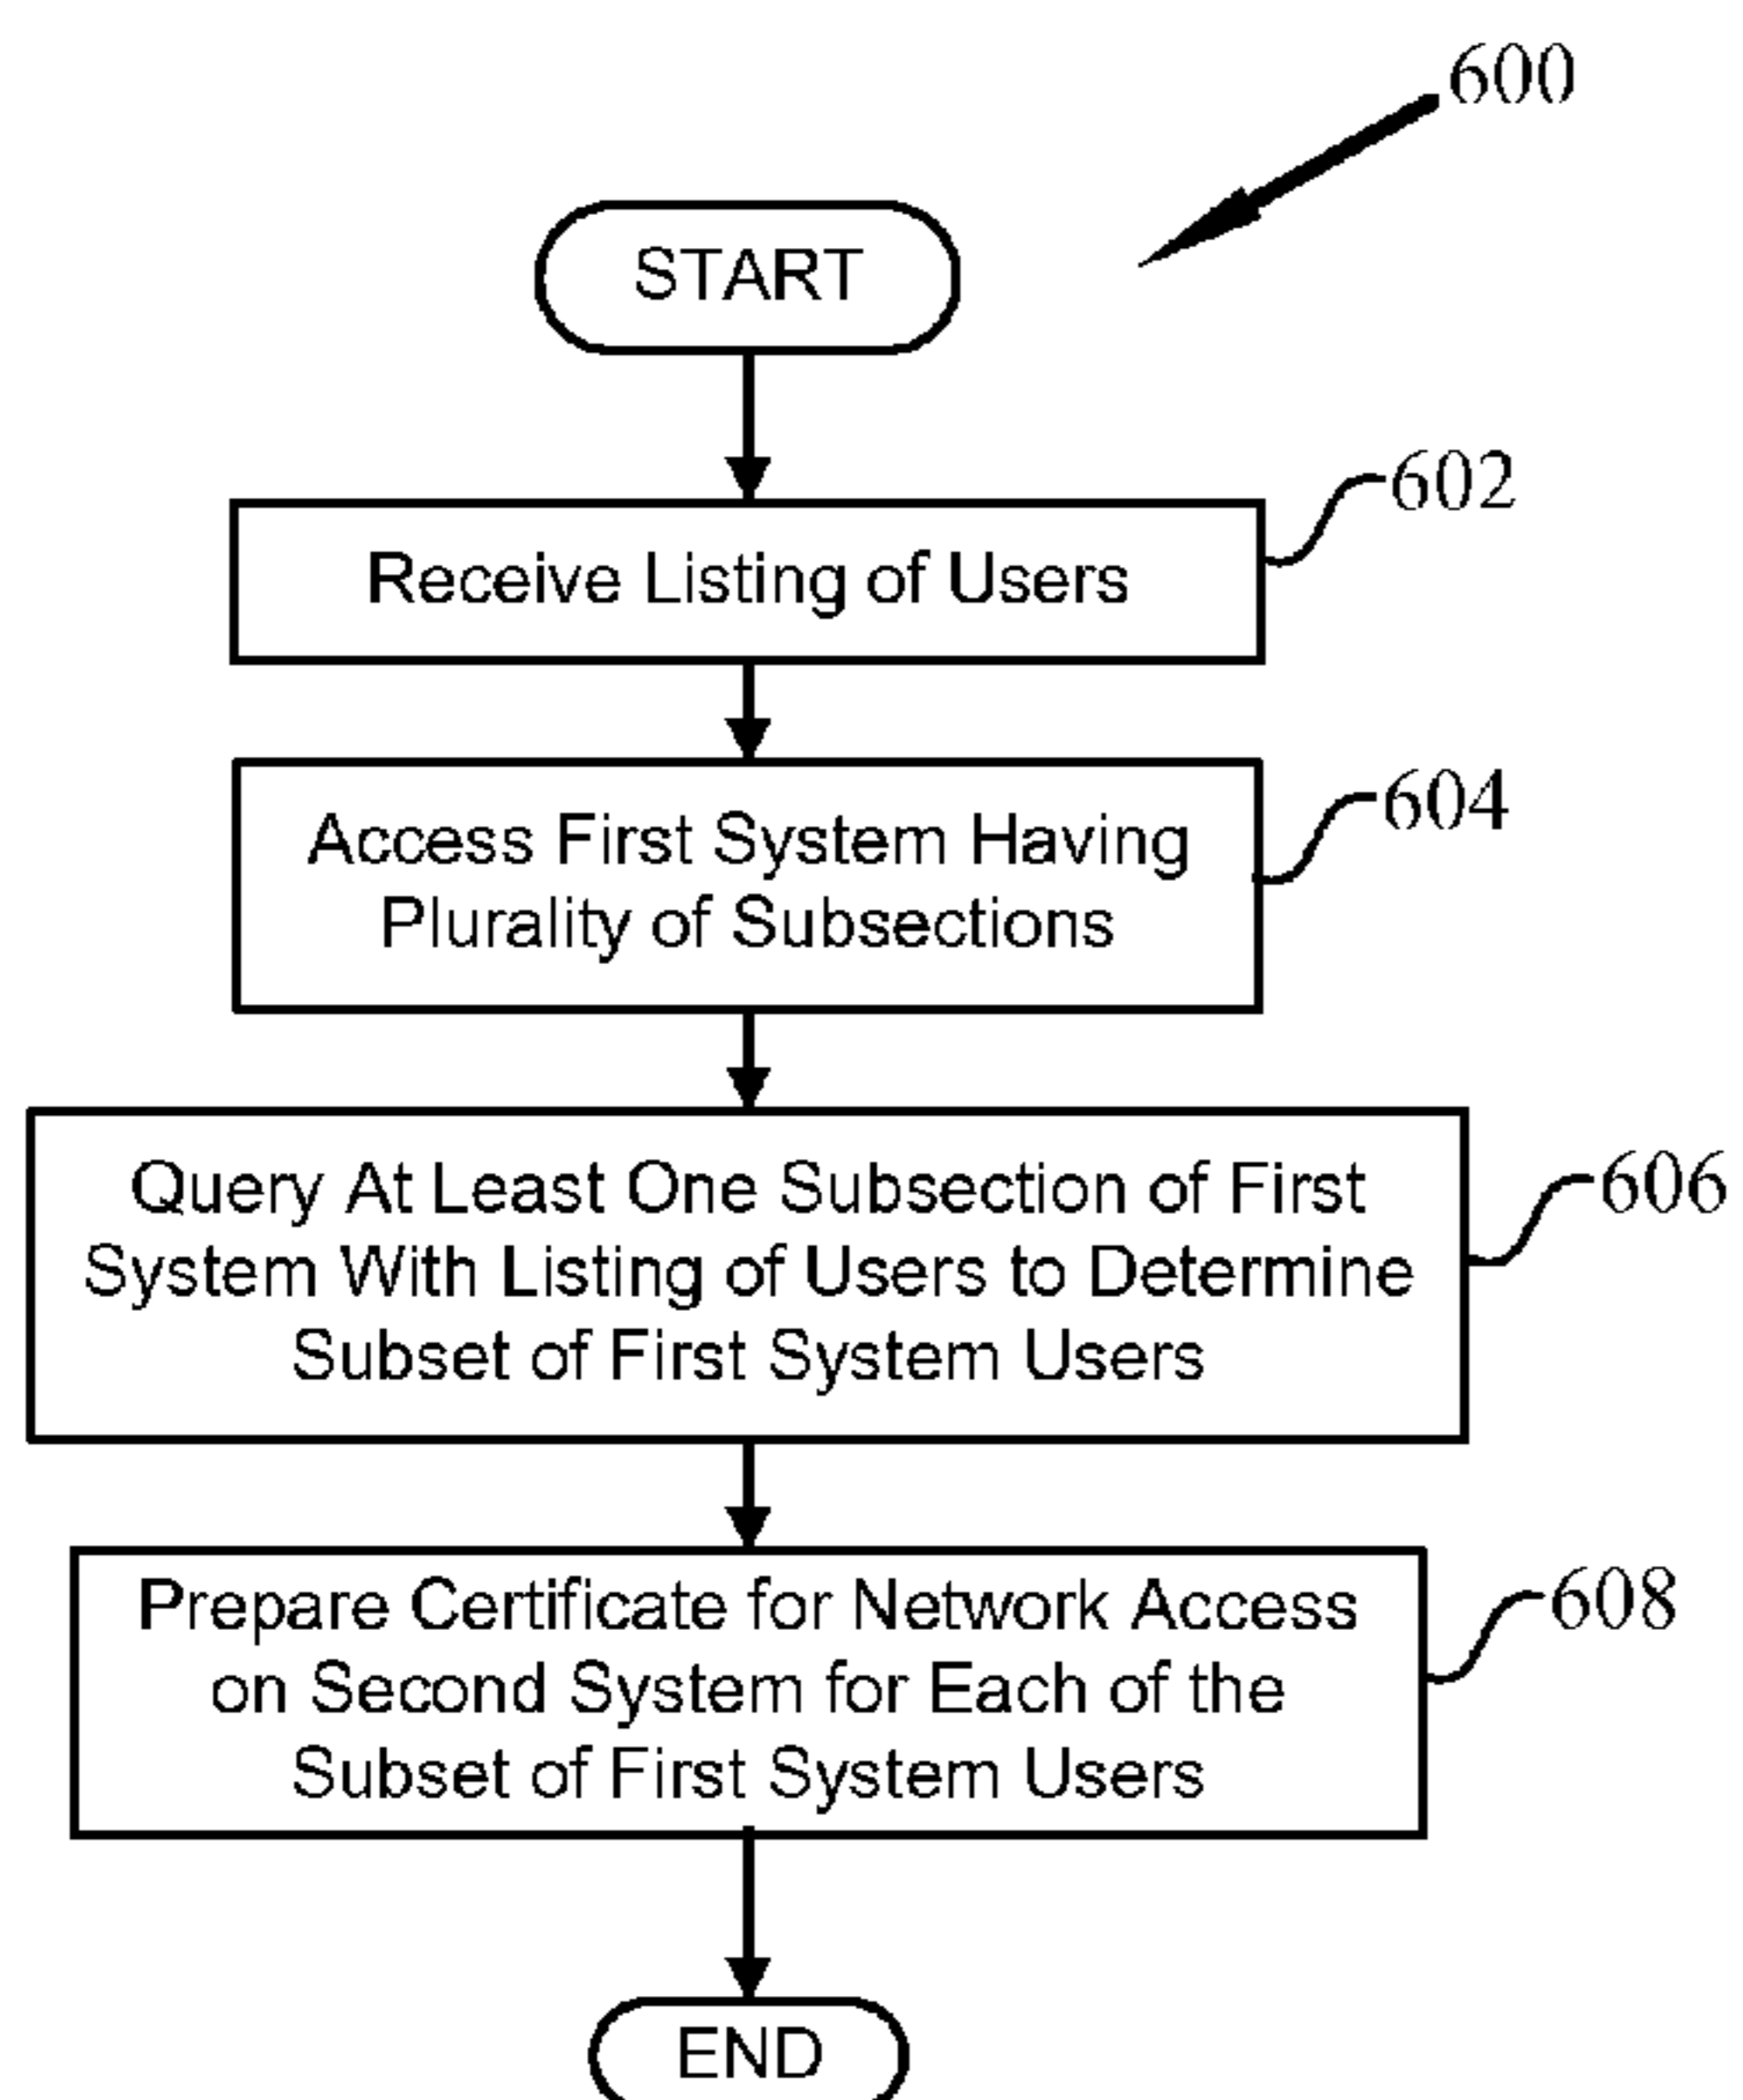 600
START
Receive Listing of Users
602
Access First System Having
Plurality of Subsections
604
Query At Least One Subsection of First
System With Listing of Users to Determine
Subset of First System Users
606
Prepare Certificate for Network Access
on Second System for Each of the
Subset of First System Users
608
END